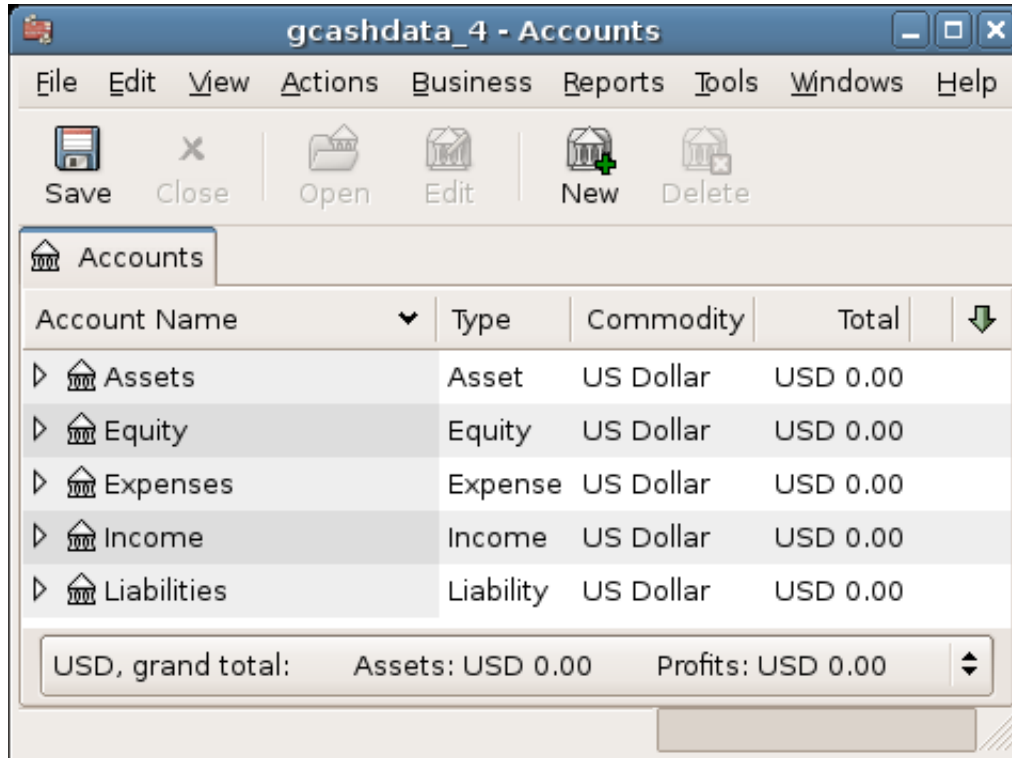 gcashdata_4 - Accounts
File Edit View Actions Business Reports Tools Windows Help
Save Close Open Edit New Delete
Accounts
Account Name Type Commodity Total
Assets Asset US Dollar USD 0.00
Equity Equity US Dollar USD 0.00
Expenses Expense US Dollar USD 0.00
Income Income US Dollar USD 0.00
Liabilities Liability US Dollar USD 0.00
USD, grand total: Assets: USD 0.00 Profits: USD 0.00